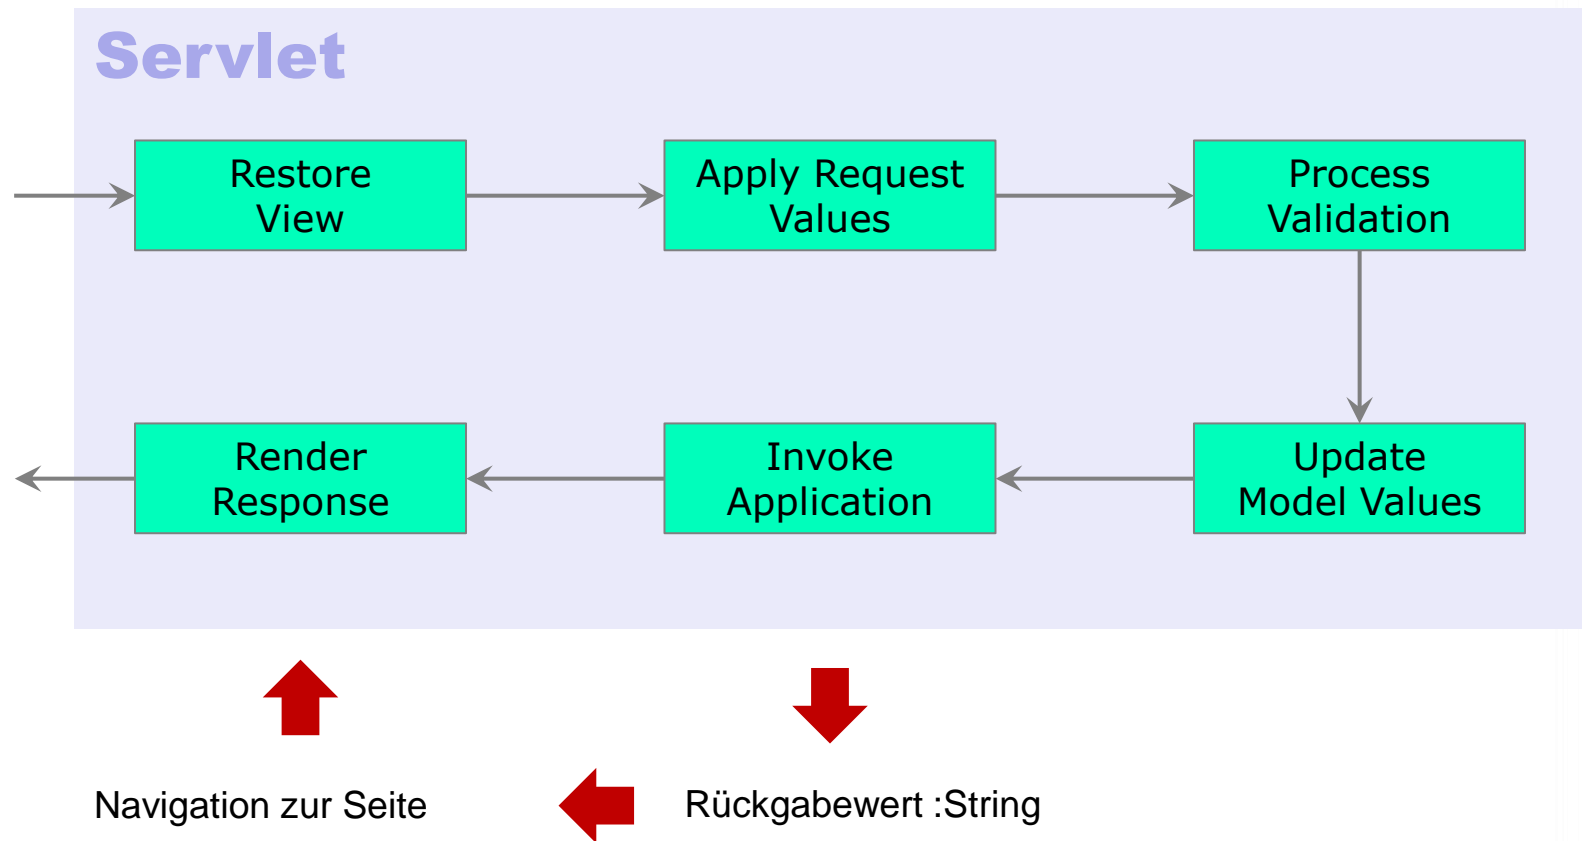 Servlet
Restore
View
Apply Request
Values
Process
Validation
Render
Response
Invoke
Application
Update
Model Values
Navigation zur Seite
Rückgabewert :String